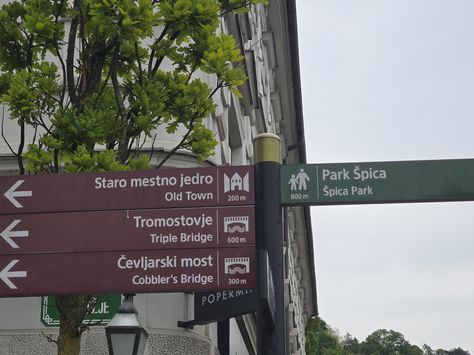 Staro mestno jedro
Old Town
200 m
Tromostovje
Triple Bridge
600 m
Čevljarski most
Cobbler's Bridge
300 m
Park Špica
Špica Park
800 m